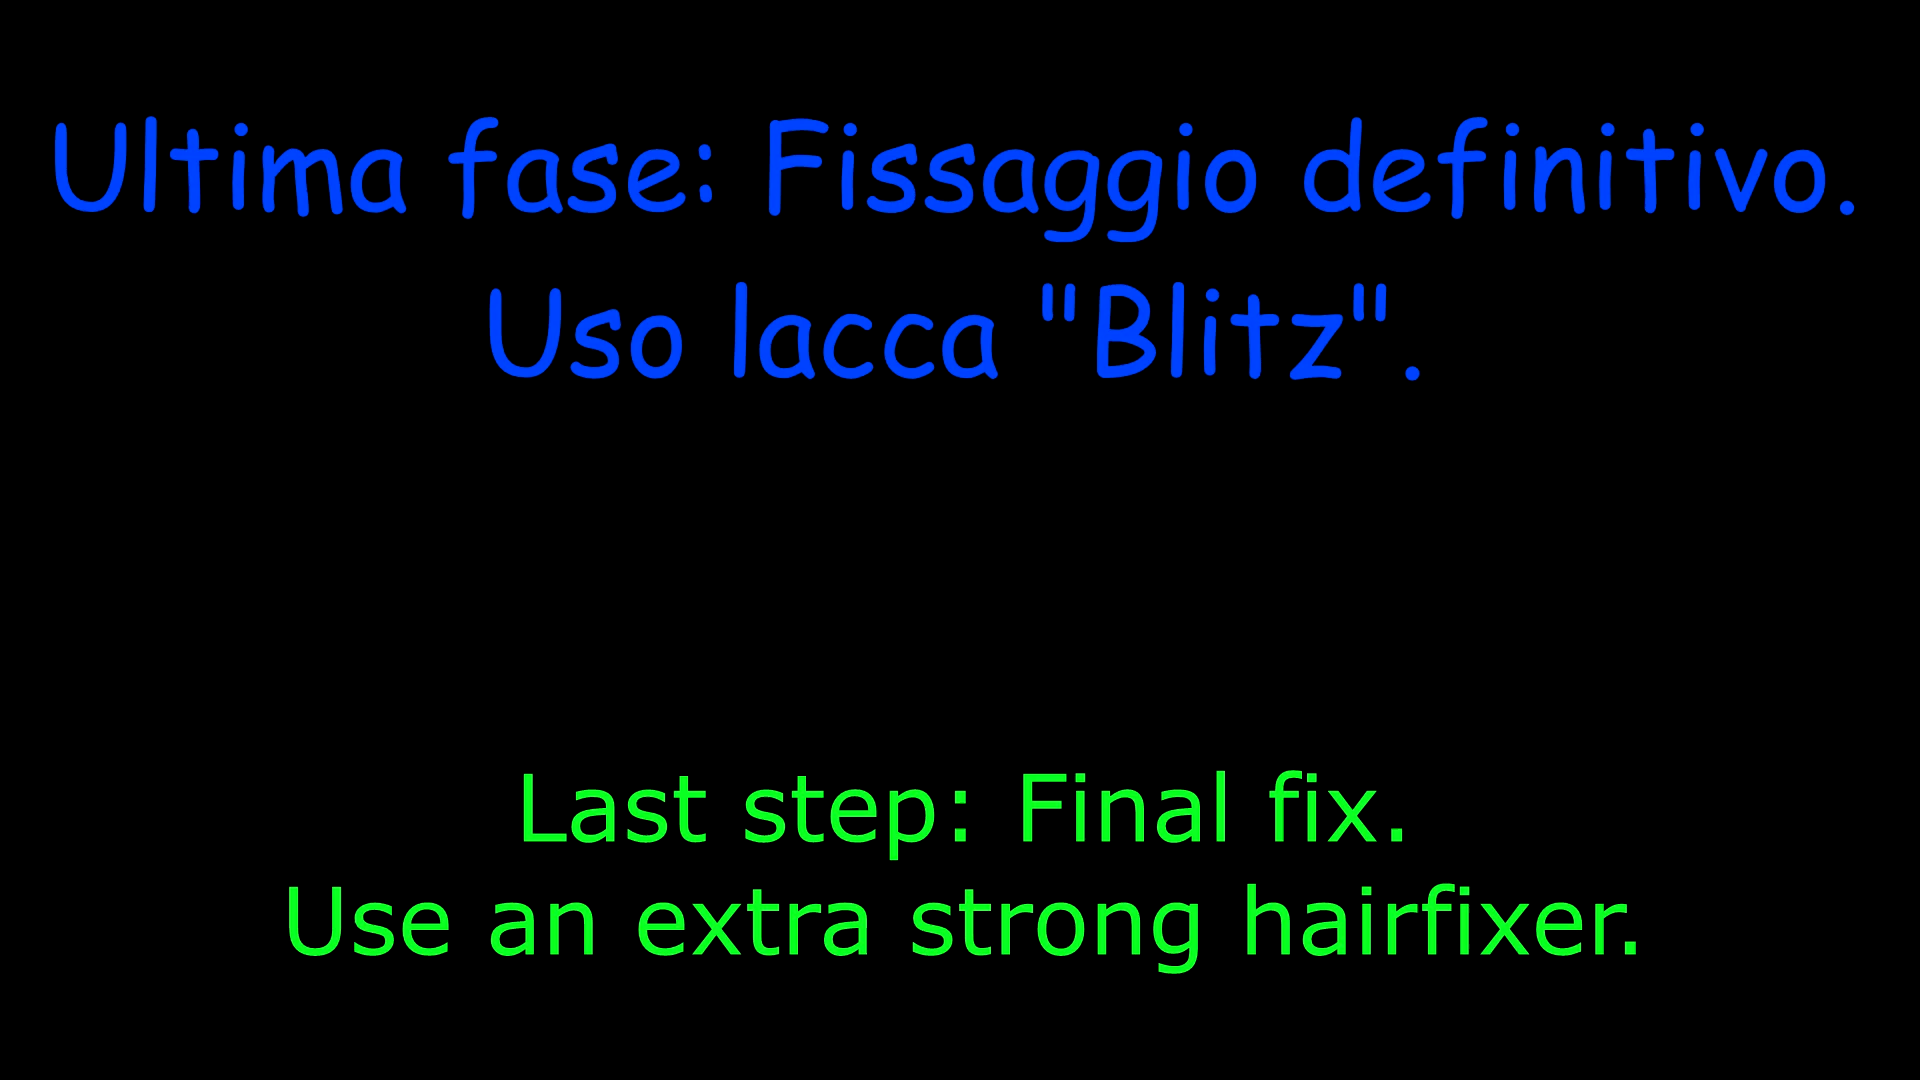 Ultima fase: Fissaggio definitivo.
Uso lacca "Blitz".
Last step: Final fix.
Use an extra strong hairfixer.